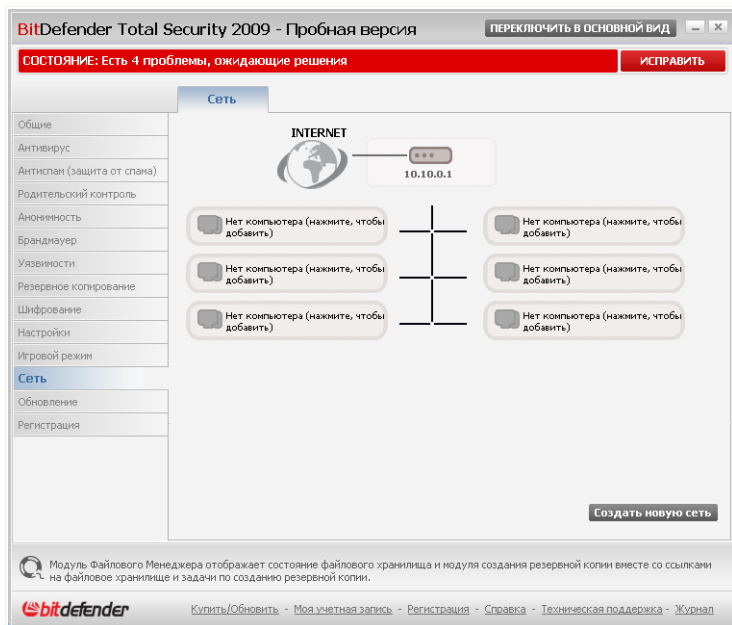 BitDefender Total Security 2009 - Пробная версия
ПЕРЕКЛЮЧИТЬ В ОСНОВНОЙ ВИД
СОСТОЯНИЕ: Есть 4 проблемы, ожидающие решения
ИСПРАВИТЬ
Сеть
Общие
Антивирус
Антиспам (защита от спама)
Родительский контроль
Анонимность
Брандмауер
Уязвимости
Резервное копирование
Шифрование
Настройки
Игровой режим
Сеть
Обновление
Регистрация
INTERNET
10.10.0.1
Нет компьютера (нажмите, чтобы
добавить)
Нет компьютера (нажмите, чтобы
добавить)
Нет компьютера (нажмите, чтобы
добавить)
Нет компьютера (нажмите, чтобы
добавить)
Нет компьютера (нажмите, чтобы
добавить)
Нет компьютера (нажмите, чтобы
добавить)
Создать новую сеть
Модуль Файлового Менеджера отображает состояние файлового хранилища и модуля создания резервной копии вместе со ссылками
на файловое хранилище и задачи по созданию резервной копии.
bitdefender
Купить/Обновить - Моя учетная запись - Регистрация - Справка - Техническая поддержка - Журнал